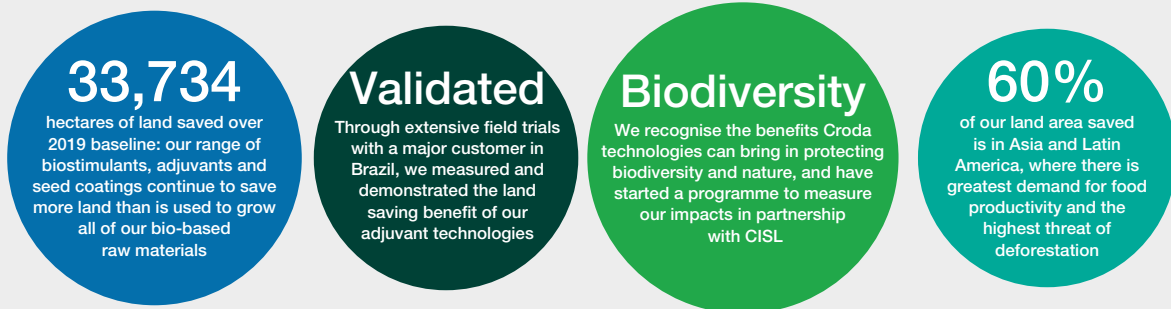 33,734
hectares of land saved over
2019 baseline: our range of
biostimulants, adjuvants and
seed coatings continue to save
more land than is used to grow
all of our bio-based
raw materials
Validated
Through extensive field trials
with a major customer in
Brazil, we measured and
demonstrated the land
saving benefit of our
adjuvant technologies
Biodiversity
We recognise the benefits Croda
technologies can bring in protecting
biodiversity and nature, and have
started a programme to measure
our impacts in partnership
with CISL
60%
of our land area saved
is in Asia and Latin
America, where there is
greatest demand for food
productivity and the
highest threat of
deforestation